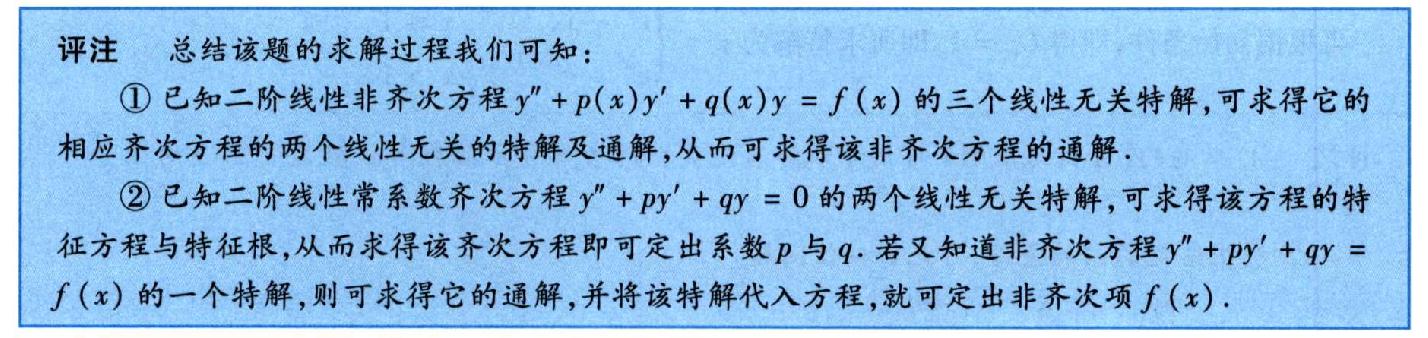 评注 总结该题的求解过程我们可知:
① 已知二阶线性非齐次方程 y″ + p(x)y′ + q(x)y = f(x) 的三个线性无关特解,可求得它的
相应齐次方程的两个线性无关的特解及通解,从而可求得该非齐次方程的通解.
② 已知二阶线性常系数齐次方程 y″ + py′ + qy = 0 的两个线性无关特解,可求得该方程的特
征方程与特征根,从而求得该齐次方程即可定出系数 p 与 q. 若又知道非齐次方程 y″ + py′ + qy =
f(x) 的一个特解,则可求得它的通解,并将该特解代入方程,就可定出非齐次项 f(x).